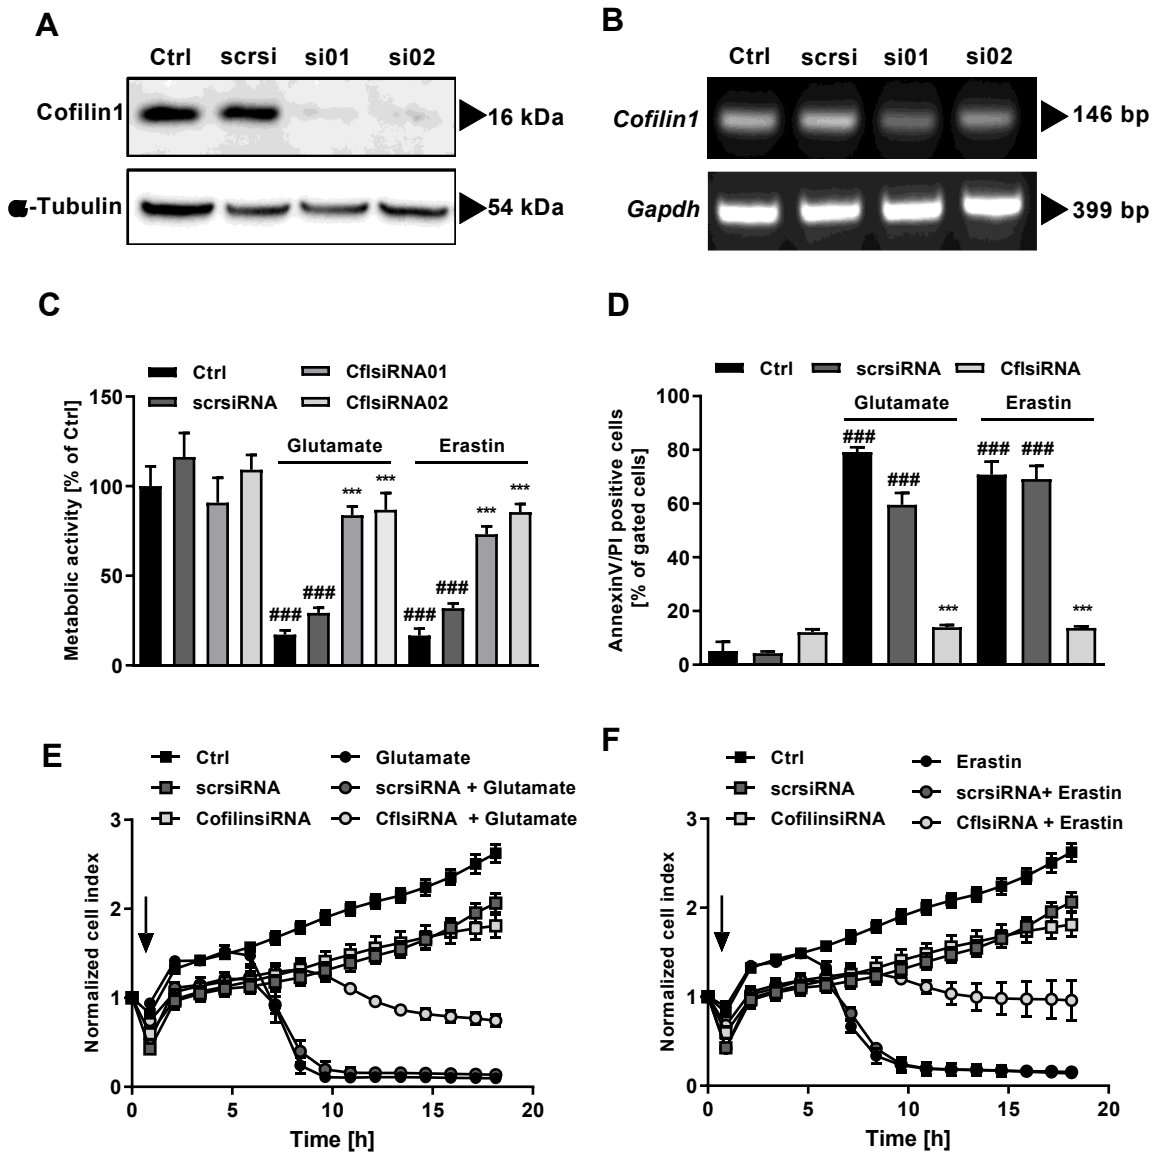 A
Ctrl scrsi si01 si02
Cofilin1
16 kDa
-Tubulin
54 kDa
B
Ctrl scrsi si01 si02
Cofilin1
146 bp
Gapdh
399 bp
C
Ctrl CflsiRNA01
scrsiRNA CflsiRNA02
Metabolic activity [% of Ctrl]
150
100
50
0
Glutamate Erastin
### ### *** *** ### ### *** ***
D
Ctrl scrsiRNA CflsiRNA
AnnexinV/PI positive cells
[% of gated cells]
100
80
60
40
20
0
Glutamate Erastin
### ### *** ### ### ***
E
Ctrl Glutamate
scrsiRNA scrsiRNA + Glutamate
CofilinsiRNA CflsiRNA + Glutamate
Normalized cell index
3
2
1
0
0 5 10 15 20
Time [h]
F
Ctrl Erastin
scrsiRNA scrsiRNA+ Erastin
CofilinsiRNA CflsiRNA + Erastin
Normalized cell index
3
2
1
0
0 5 10 15 20
Time [h]